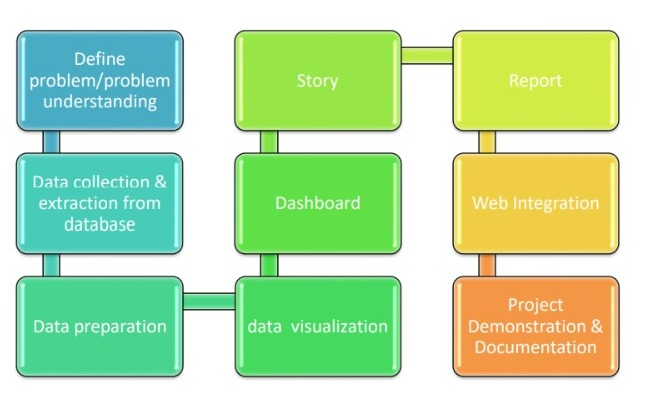 Define
problem/problem
understanding
Data collection &
extraction from
database
Data preparation
data visualization
Dashboard
Story
Report
Web Integration
Project
Demonstration &
Documentation